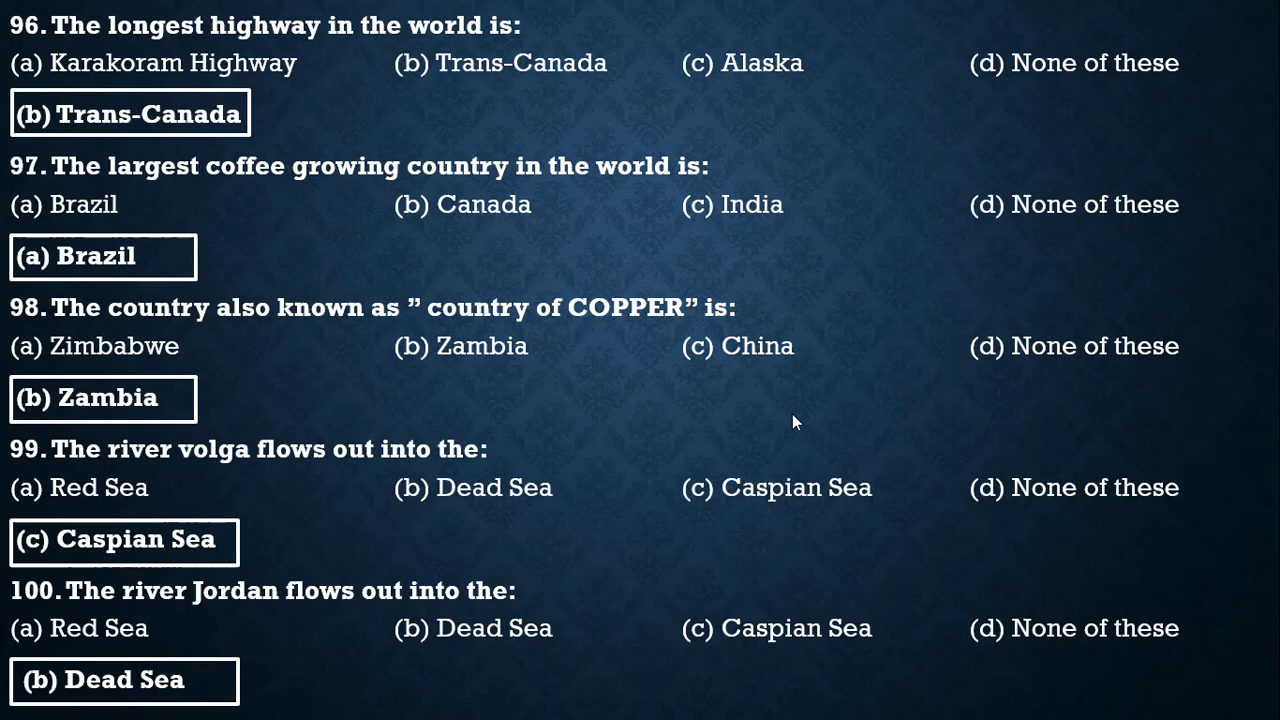 96. The longest highway in the world is:
(a) Karakoram Highway (b) Trans-Canada (c) Alaska (d) None of these
(b) Trans-Canada
97. The largest coffee growing country in the world is:
(a) Brazil (b) Canada (c) India (d) None of these
(a) Brazil
98. The country also known as ” country of COPPER” is:
(a) Zimbabwe (b) Zambia (c) China (d) None of these
(b) Zambia
99. The river volga flows out into the:
(a) Red Sea (b) Dead Sea (c) Caspian Sea (d) None of these
(c) Caspian Sea
100. The river Jordan flows out into the:
(a) Red Sea (b) Dead Sea (c) Caspian Sea (d) None of these
(b) Dead Sea